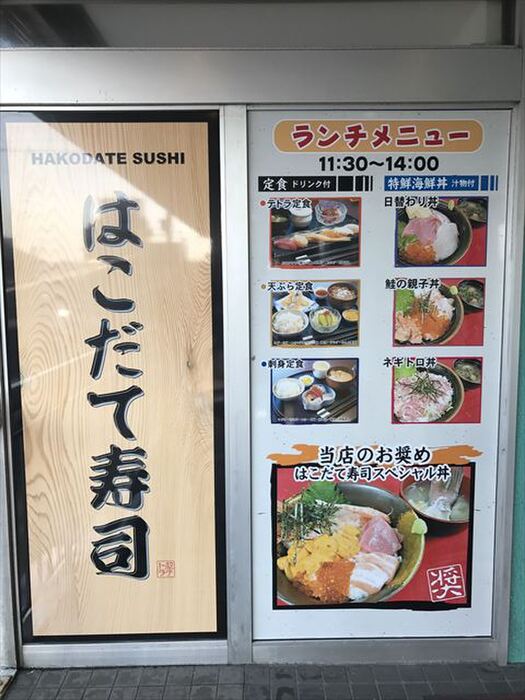 HAKODATE SUSHI
はこだて寿司
ランチメニュー
11:30〜14:00
定食 ドリンク付
テトラ定食
天ぷら定食
刺身定食
特鮮海鮮丼 汁物付
日替わり丼
鮭の親子丼
ネギトロ丼
当店のお奨め
はこだて寿司スペシャル丼